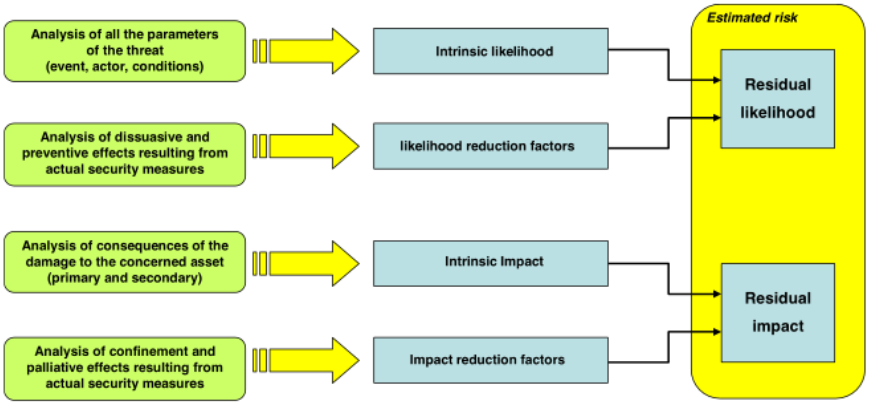 Estimated risk
Analysis of all the parameters
of the threat
(event, actor, conditions)
Intrinsic likelihood
Residual
likelihood
Analysis of dissuasive and
preventive effects resulting from
actual security measures
likelihood reduction factors
Analysis of consequences of the
damage to the concerned asset
(primary and secondary)
Intrinsic Impact
Residual
impact
Analysis of confinement and
palliative effects resulting from
actual security measures
Impact reduction factors